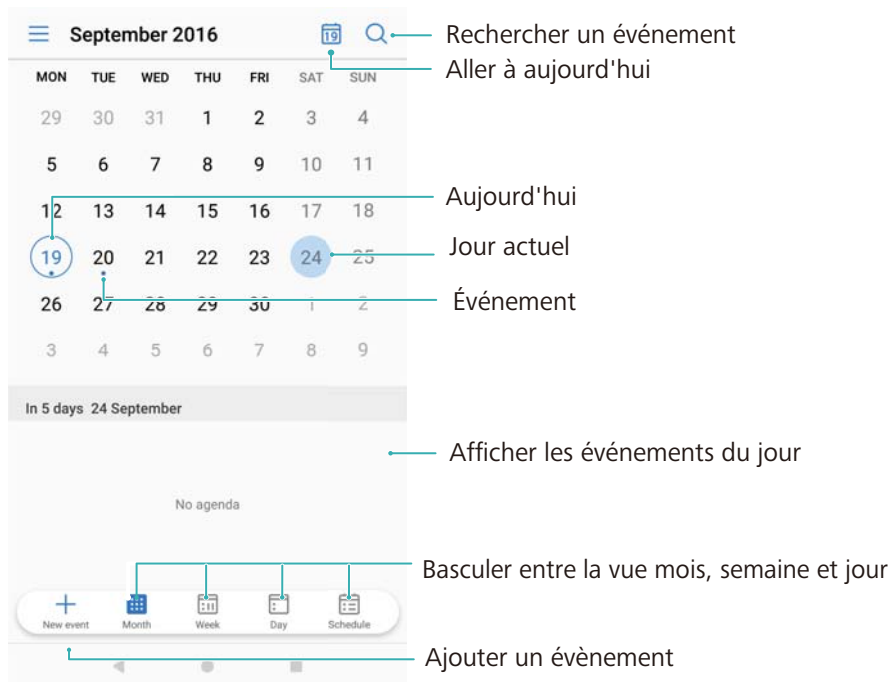 September 2016
19
Rechercher un événement
Aller à aujourd'hui
MON TUE WED THU FRI SAT SUN
29 30 31 1 2 3 4
5 6 7 8 9 10 11
12 13 14 15 16 17 18
Aujourd'hui
19 20 21 22 23 24 25
Jour actuel
26 27 28 29 30 1 2
Événement
3 4 5 6 7 8 9
In 5 days 24 September
Afficher les événements du jour
No agenda
Basculer entre la vue mois, semaine et jour
New event Month Week Day Schedule
Ajouter un évènement